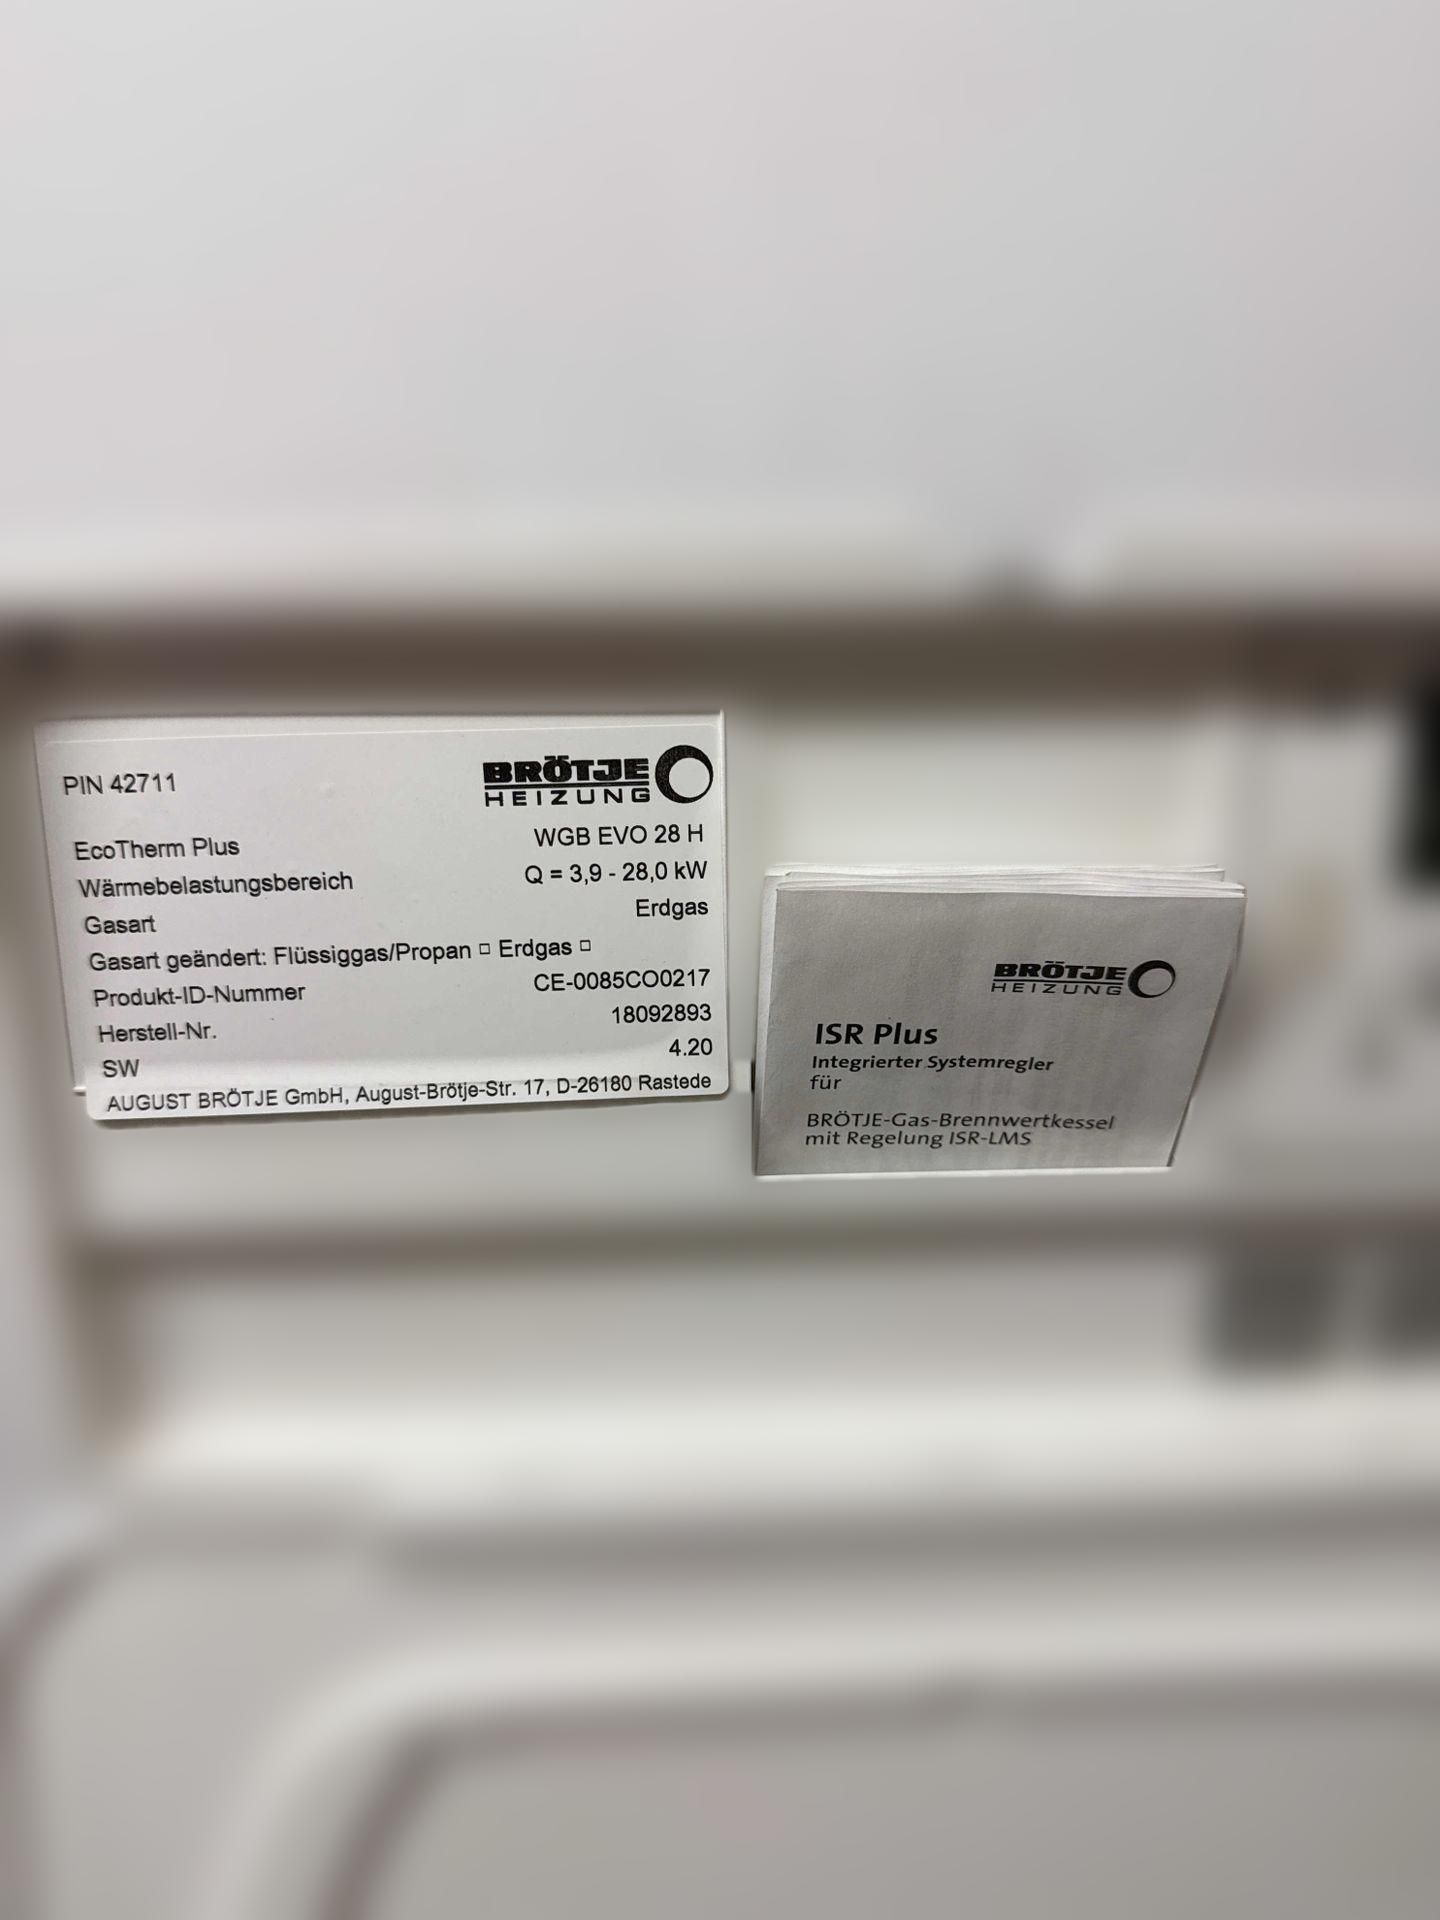 PIN 42711
BRÖTJE
HEIZUNG
EcoTherm Plus WGB EVO 28 H
Wärmebelastungsbereich Q = 3,9 - 28,0 kW
Gasart Erdgas
Gasart geändert: Flüssiggas/Propan □ Erdgas □
Produkt-ID-Nummer CE-0085CO0217
Herstell-Nr. 18092893
SW 4.20
AUGUST BRÖTJE GmbH, August-Brötje-Str. 17, D-26180 Rastede
BRÖTJE
HEIZUNG
ISR Plus
Integrierter Systemregler
für
BRÖTJE-Gas-Brennwertkessel
mit Regelung ISR-LMS